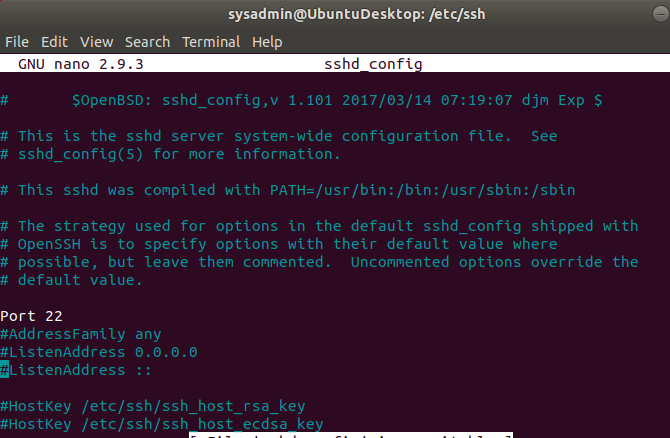 sysadmin@UbuntuDesktop: /etc/ssh
File Edit View Search Terminal Help
GNU nano 2.9.3 sshd_config
# $OpenBSD: sshd_config,v 1.101 2017/03/14 07:19:07 djm Exp $
# This is the sshd server system-wide configuration file. See
# sshd_config(5) for more information.
# This sshd was compiled with PATH=/usr/bin:/bin:/usr/sbin:/sbin
# The strategy used for options in the default sshd_config shipped with
# OpenSSH is to specify options with their default value where
# possible, but leave them commented. Uncommented options override the
# default value.
Port 22
#AddressFamily any
#ListenAddress 0.0.0.0
#ListenAddress ::
#HostKey /etc/ssh/ssh_host_rsa_key
#HostKey /etc/ssh/ssh_host_ecdsa_key